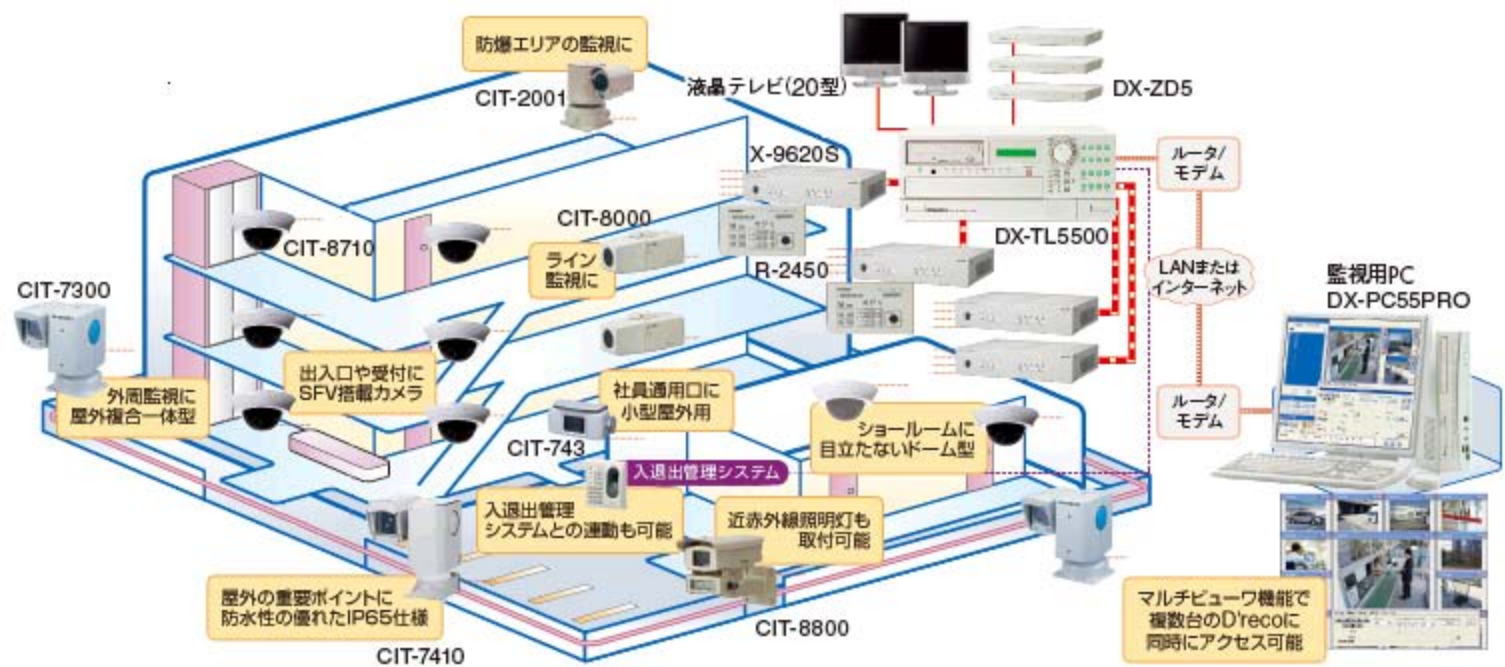 防爆エリアの監視に
CIT-2001
液晶テレビ(20型)
DX-ZD5
X-9620S
ルータ/
モデム
CIT-8710
CIT-8000
ライン
監視に
R-2450
DX-TL5500
LANまたは
インターネット
監視用PC
DX-PC55PRO
CIT-7300
外周監視に
屋外複合一体型
出入口や受付に
SFV搭載カメラ
社員通用口に
小型屋外用
CIT-743
ショールームに
目立たないドーム型
ルータ/
モデム
入退出管理システム
入退出管理
システムとの連動も可能
近赤外線照明灯も
取付可能
屋外の重要ポイントに
防水性の優れたIP65仕様
CIT-7410
CIT-8800
マルチビューワ機能で
複数台のD'recoに
同時にアクセス可能